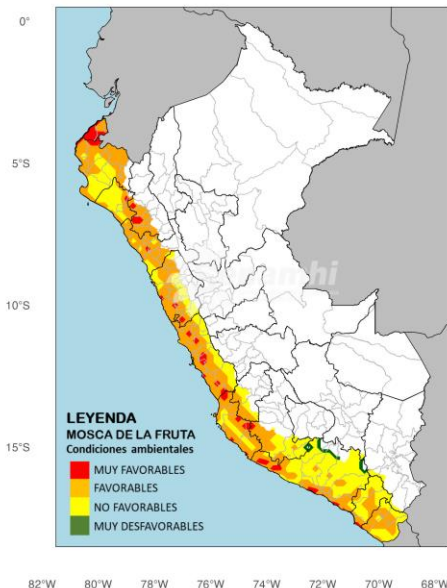 0°
5°S
10°S
15°S
senamhi
LEYENDA
MOSCA DE LA FRUTA
Condiciones ambientales
MUY FAVORABLES
FAVORABLES
NO FAVORABLES
MUY DESFAVORABLES
82°W 80°W 78°W 76°W 74°W 72°W 70°W 68°W